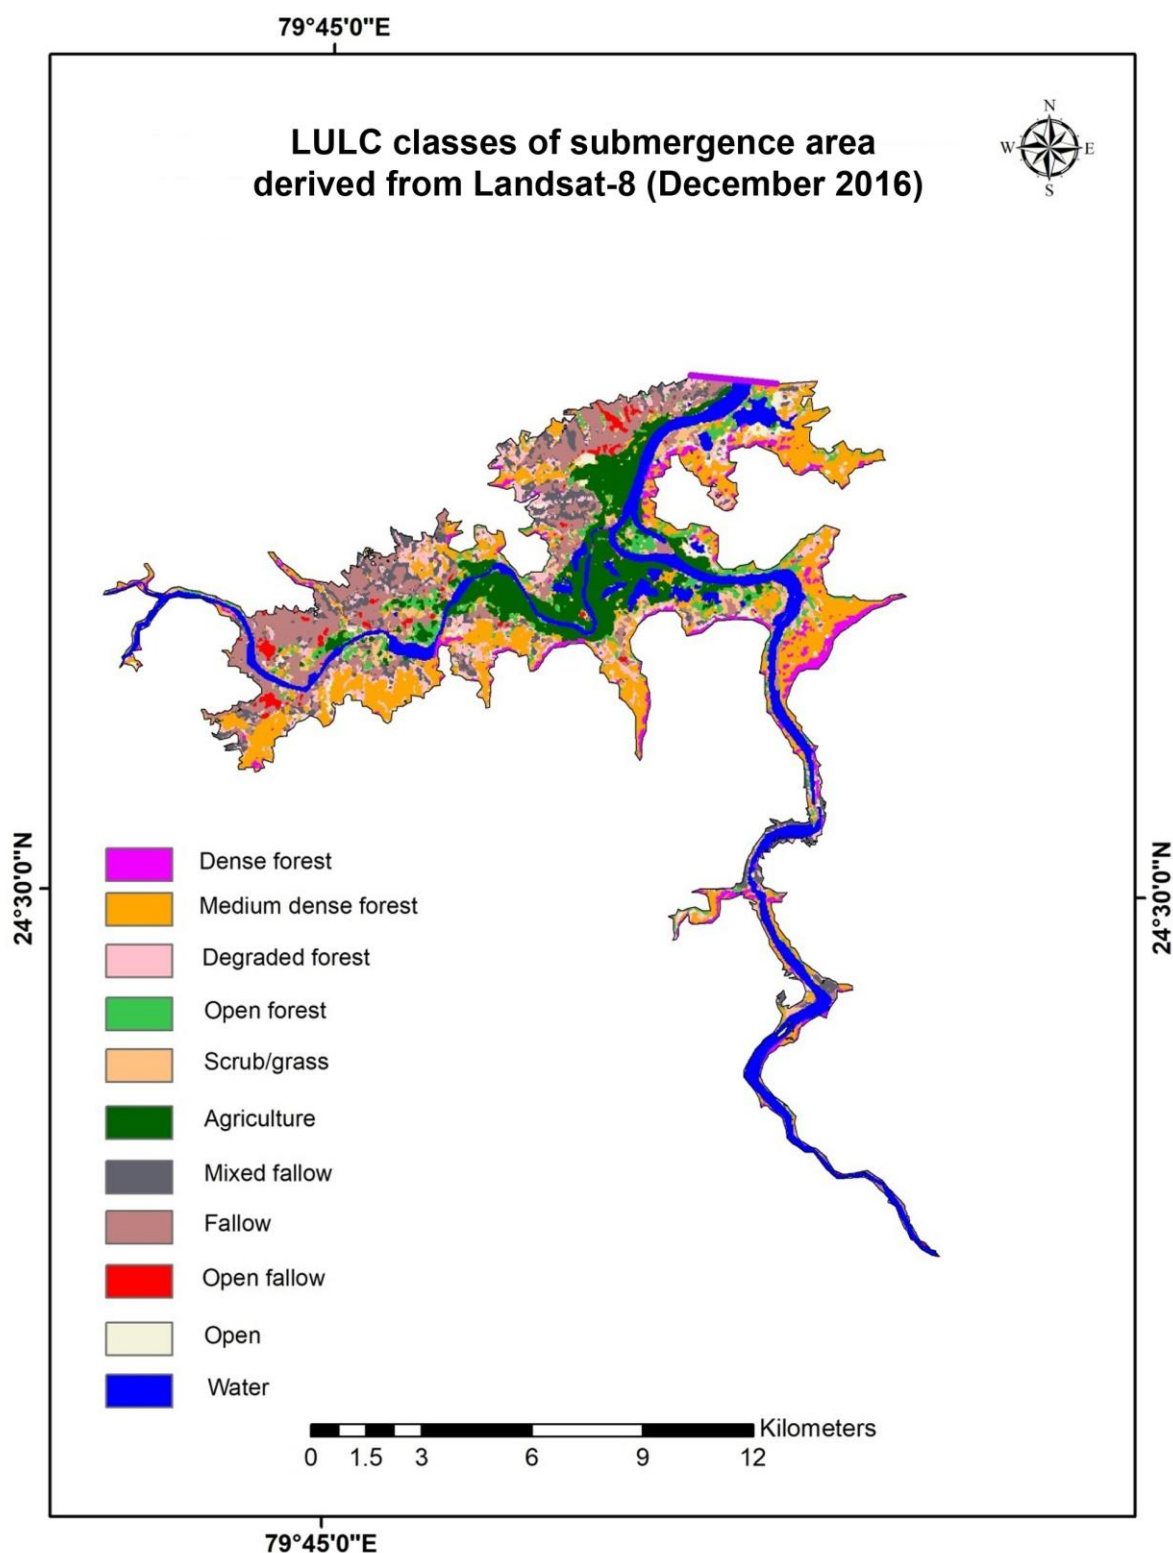 79°45'0"E
LULC classes of submergence area
derived from Landsat-8 (December 2016)
N
W E
S
24°30'0"N
24°30'0"N
Dense forest
Medium dense forest
Degraded forest
Open forest
Scrub/grass
Agriculture
Mixed fallow
Fallow
Open fallow
Open
Water
Kilometers
0 1.5 3 6 9 12
79°45'0"E